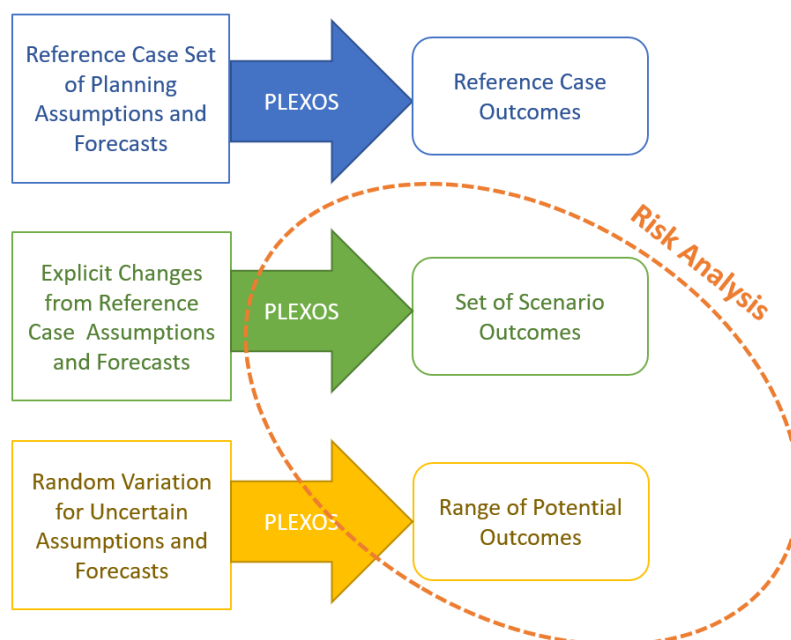 Reference Case Set
of Planning
Assumptions and
Forecasts
PLEXOS
Reference Case
Outcomes
Risk Analysis
Explicit Changes
from Reference
Case Assumptions
and Forecasts
PLEXOS
Set of Scenario
Outcomes
Random Variation
for Uncertain
Assumptions and
Forecasts
PLEXOS
Range of Potential
Outcomes